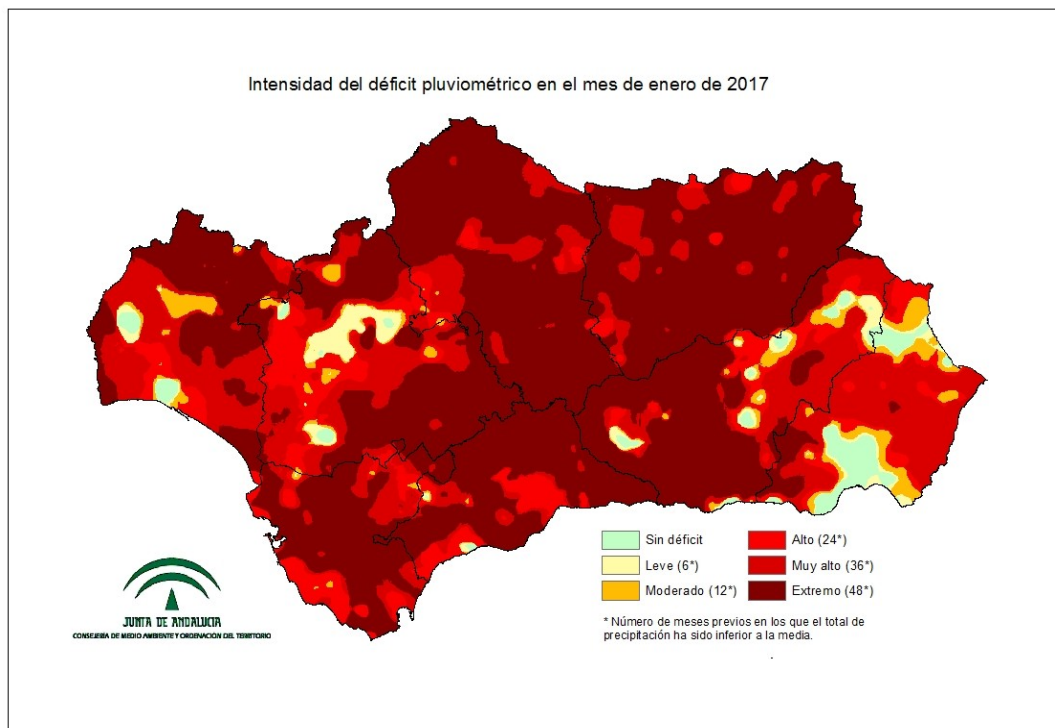 Intensidad del déficit pluviométrico en el mes de enero de 2017
Sin déficit
Leve (6*)
Moderado (12*)
Alto (24*)
Muy alto (36*)
Extremo (48*)
* Número de meses previos en los que el total de
precipitación ha sido inferior a la media.
JUNTA DE ANDALUCIA
CONSEJERIA DE MEDIO AMBIENTE Y ORDENACION DEL TERRITORIO